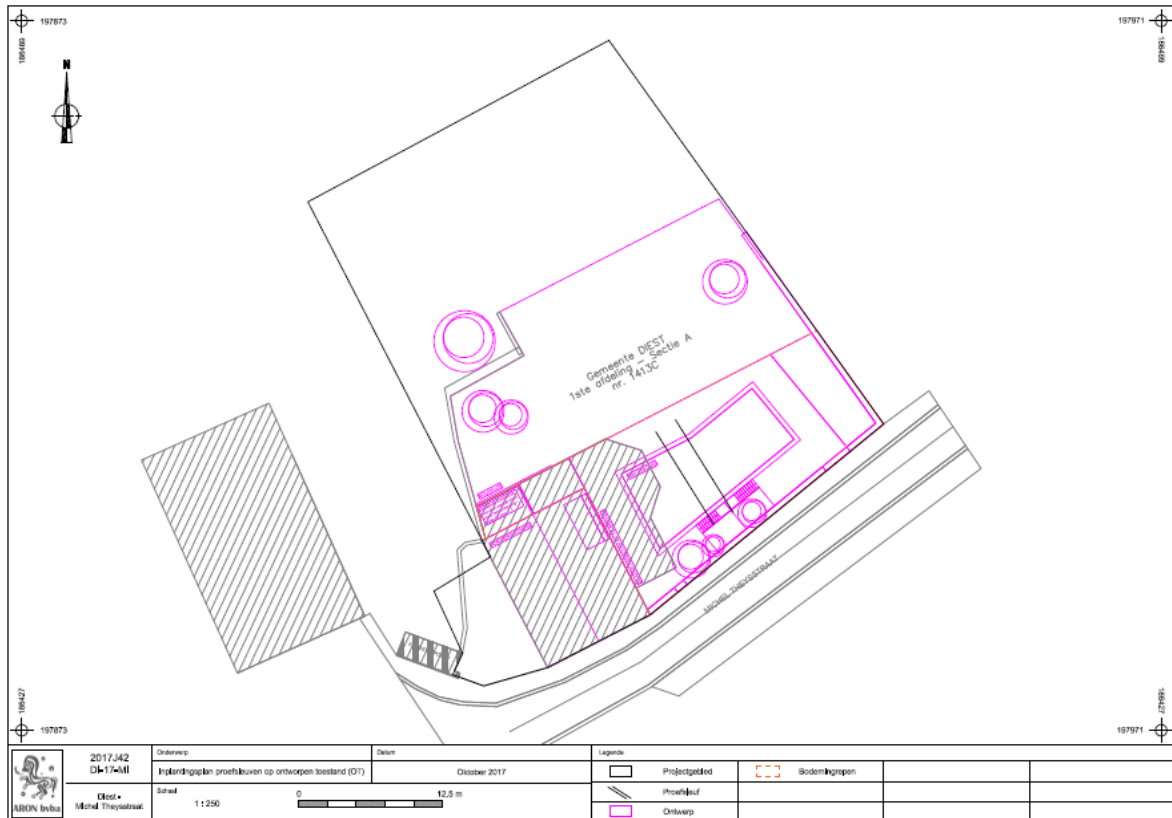 197873
197971
186489
186489
N
Gemeente DIEST
1ste afdeling – Sectie A
nr. 1413C
MICHEL THEYSSTRAAT
186427
186427
197873
197971
ARON bvba
2017J42
DI-17-MI
Diest-
Michel Theysstraat
Onderwerp
Inplantingsplan proefsleuven op ontworpen toestand (OT)
Datum
Oktober 2017
Schaal
1 : 250
0
12,5 m
Legende
Projectgebied
Bodemingrepen
Proefsleuf
Ontwerp